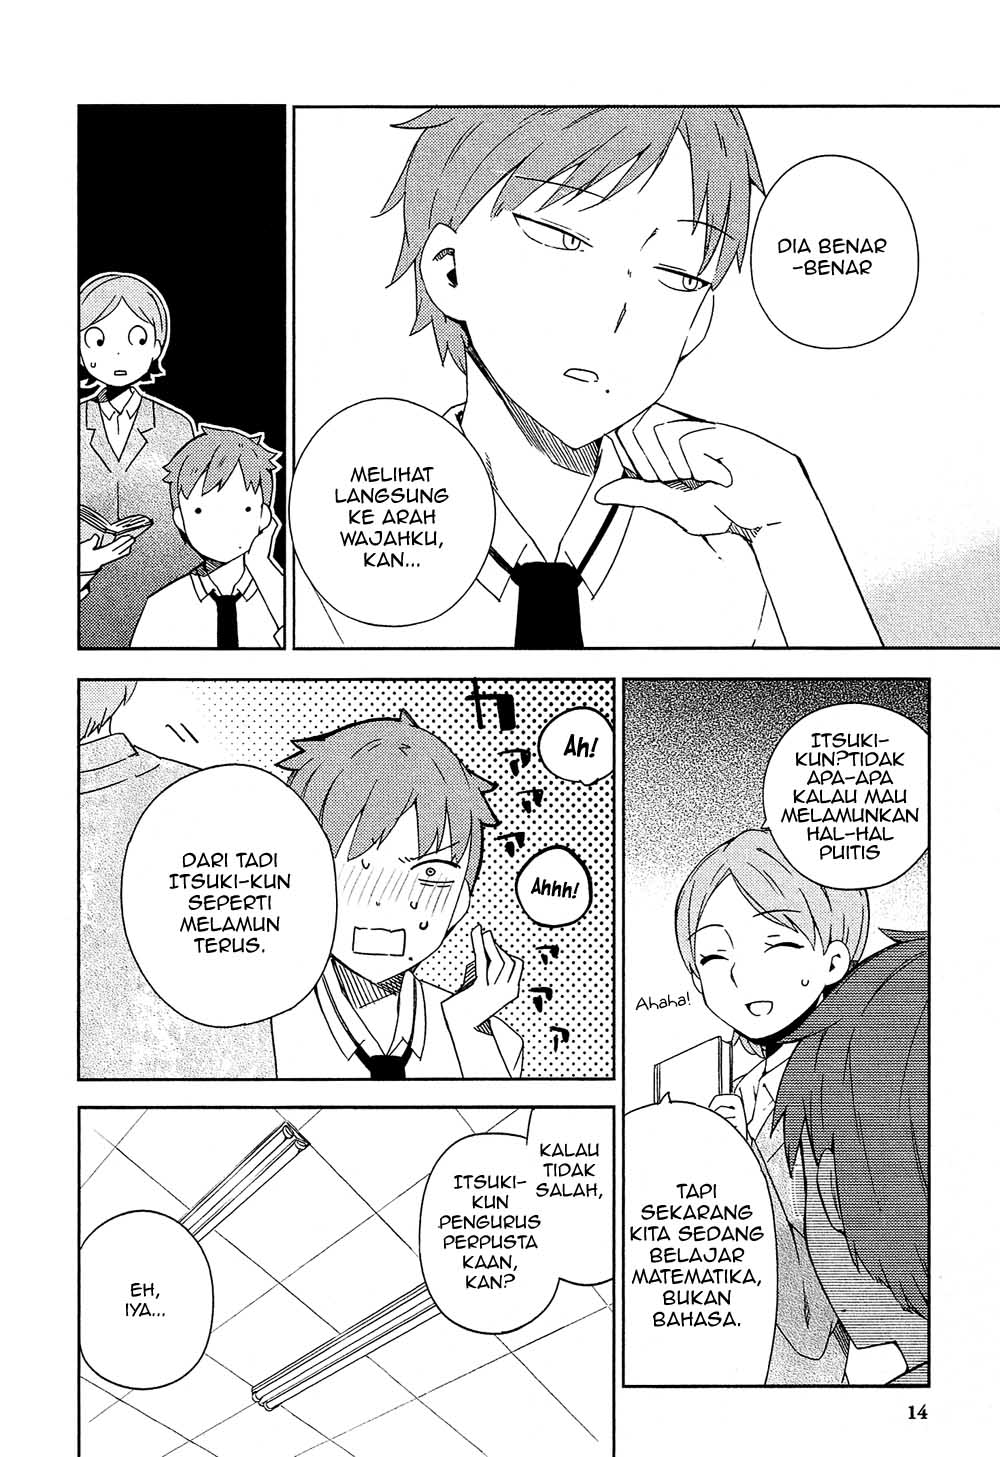 DIA BENAR
-BENAR
MELIHAT
LANGSUNG
KE ARAH
WAJAHKU,
KAN...
ITSUKI-
KUN?TIDAK
APA-APA
KALAU MAU
MELAMUNKAN
HAL-HAL
PUITIS
Ahaha!
TAPI
SEKARANG
KITA SEDANG
BELAJAR
MATEMATIKA,
BUKAN
BAHASA.
Ah!
Ahhh!
DARI TADI
ITSUKI-KUN
SEPERTI
MELAMUN
TERUS.
KALAU
TIDAK
SALAH,
ITSUKI-
KUN
PENGURUS
PERPUSTA
KAAN,
KAN?
EH,
IYA...
14